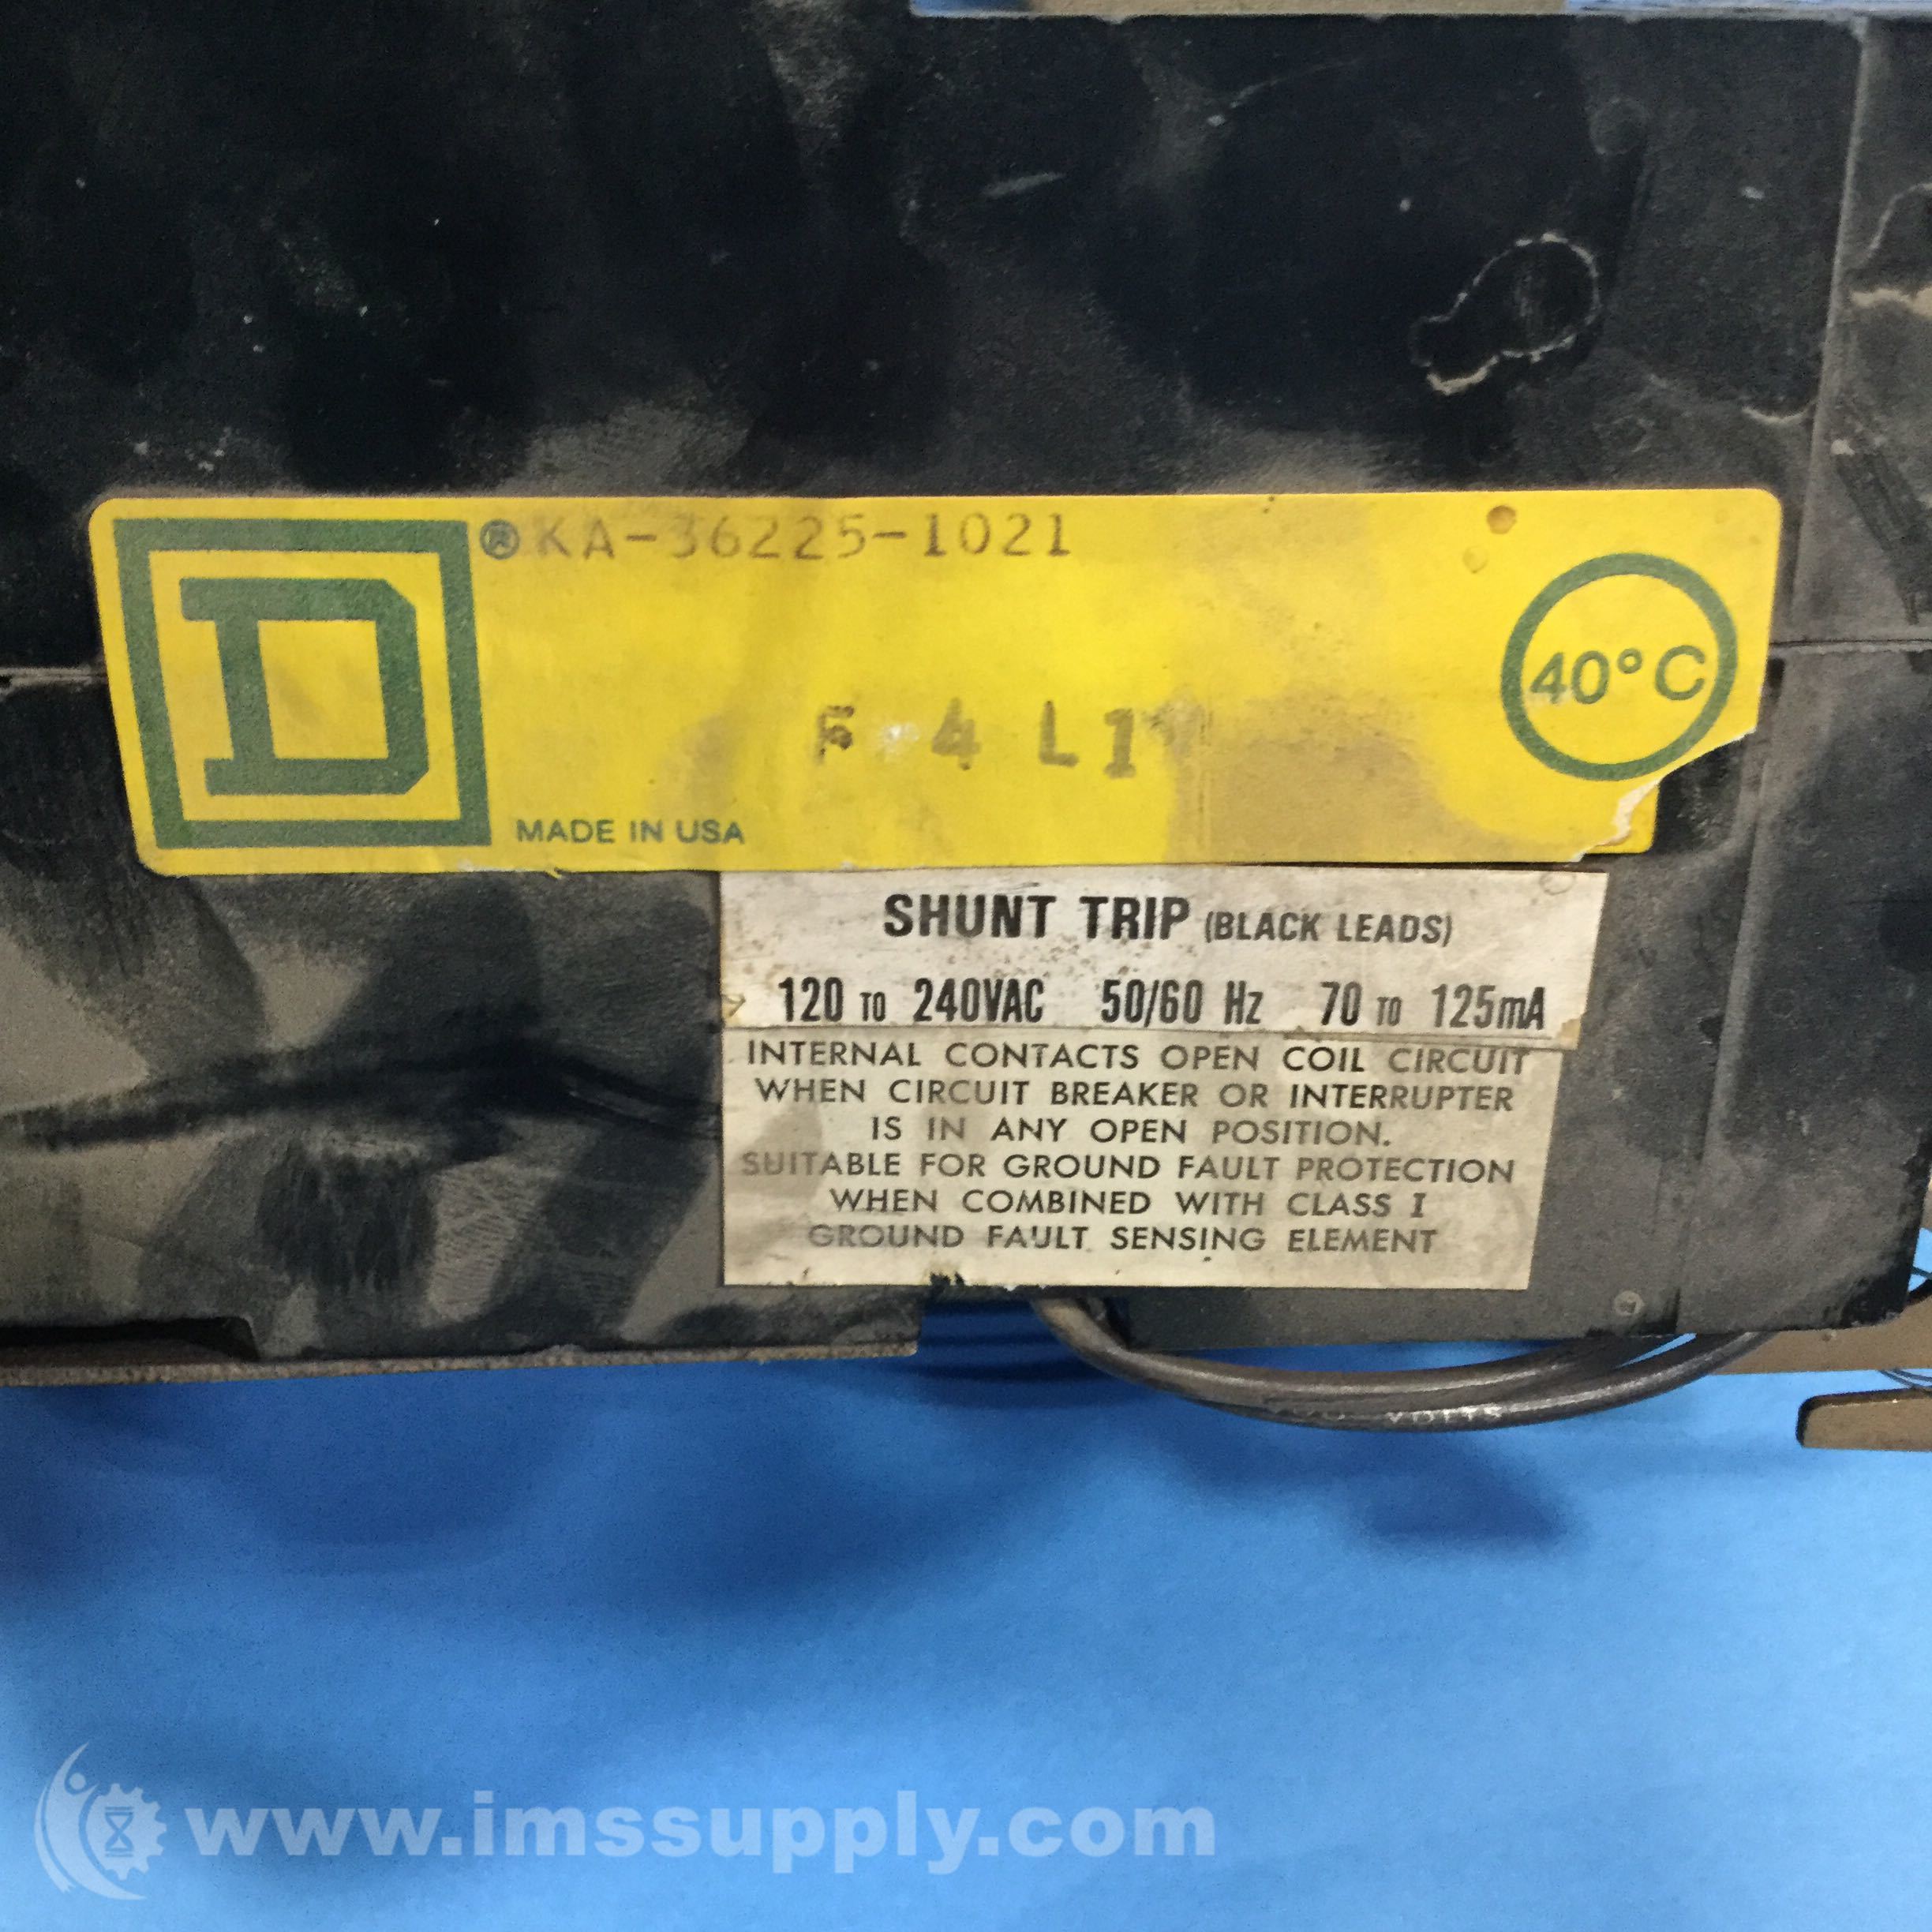 D ® KA-36225-1021
40°C
F 4 L1
MADE IN USA
SHUNT TRIP (BLACK LEADS)
120 TO 240VAC 50/60 Hz 70 TO 125mA
INTERNAL CONTACTS OPEN COIL CIRCUIT
WHEN CIRCUIT BREAKER OR INTERRUPTER
IS IN ANY OPEN POSITION.
SUITABLE FOR GROUND FAULT PROTECTION
WHEN COMBINED WITH CLASS I
GROUND FAULT SENSING ELEMENT
VOLTS
www.imssupply.com